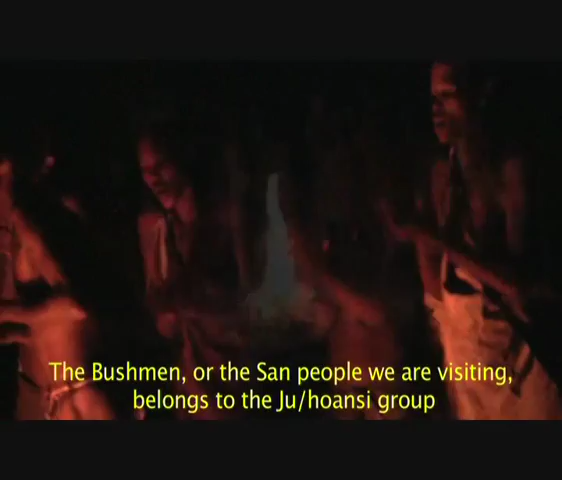 The Bushmen, or the San people we are visiting,
belongs to the Ju/hoansi group